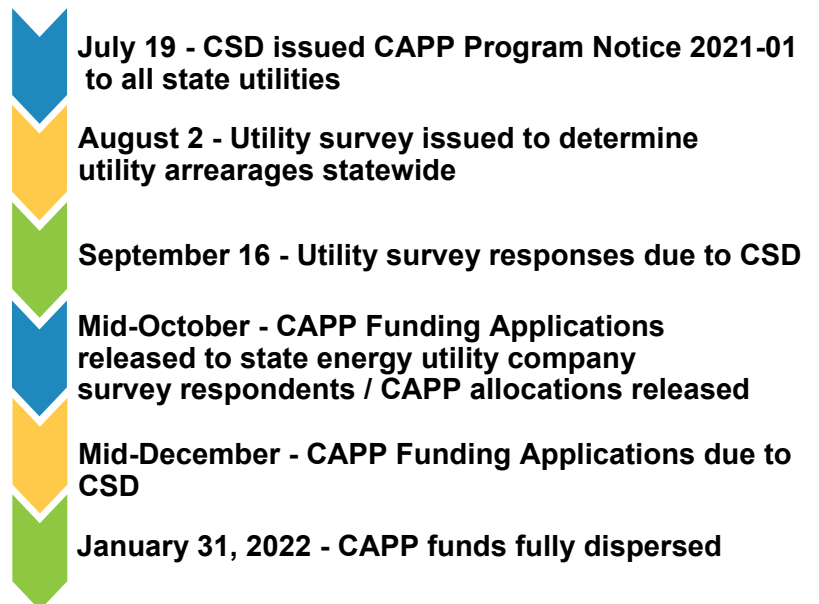 July 19 - CSD issued CAPP Program Notice 2021-01
to all state utilities
August 2 - Utility survey issued to determine
utility arrearages statewide
September 16 - Utility survey responses due to CSD
Mid-October - CAPP Funding Applications
released to state energy utility company
survey respondents / CAPP allocations released
Mid-December - CAPP Funding Applications due to
CSD
January 31, 2022 - CAPP funds fully dispersed